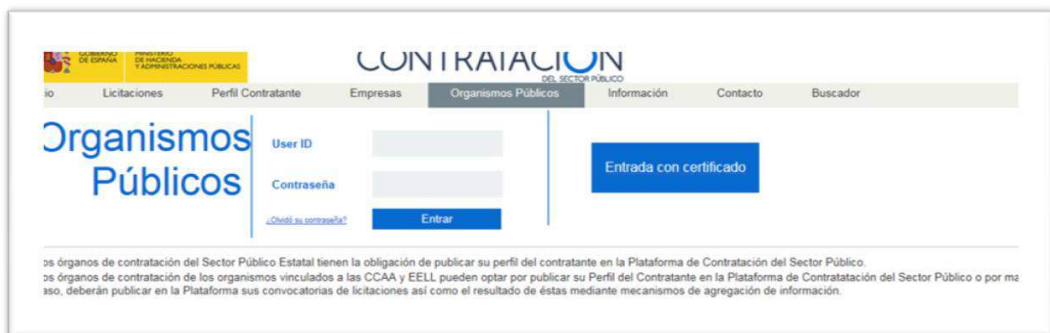 GOBIERNO DE ESPAÑA
MINISTERIO DE HACIENDA Y ADMINISTRACIONES PÚBLICAS
CONTRATACIÓN
DEL SECTOR PÚBLICO
io Licitaciones Perfil Contratante Empresas Organismos Públicos Información Contacto Buscador
Organismos
Públicos
User ID
Contraseña
¿Olvidó su contraseña? Entrar
Entrada con certificado
os órganos de contratación del Sector Público Estatal tienen la obligación de publicar su perfil del contratante en la Plataforma de Contratación del Sector Público.
os órganos de contratación de los organismos vinculados a las CCAA y EELL pueden optar por publicar su Perfil del Contratante en la Plataforma de Contratatación del Sector Público o por ma
aso, deberán publicar en la Plataforma sus convocatorias de licitaciones así como el resultado de éstas mediante mecanismos de agregación de información.